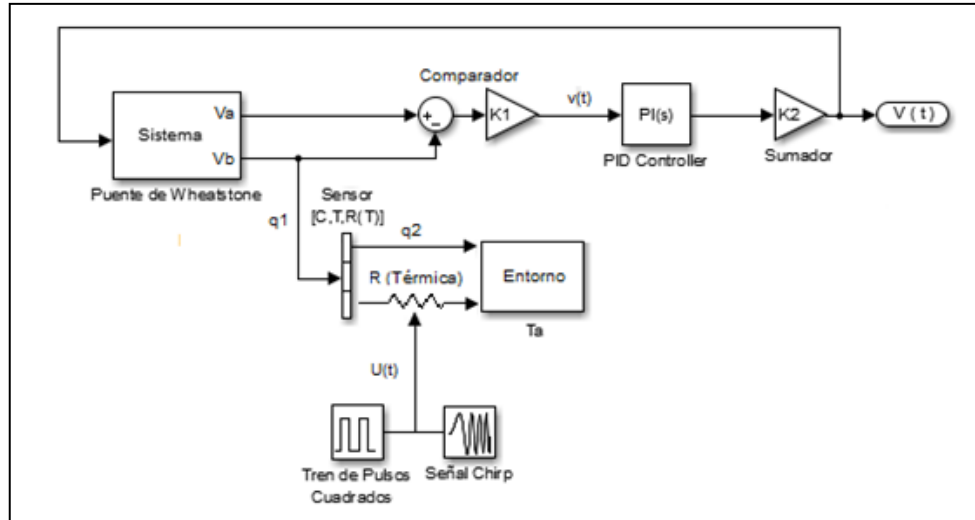 Comparador
Va
Sistema
Vb
Puente de Wheatstone
+
-
K1
v(t)
PI(s)
PID Controller
K2
Sumador
V ( t )
q1
Sensor
[C,T,R(T)]
q2
R (Térmica)
Entorno
Ta
U(t)
Tren de Pulsos
Cuadrados
Señal Chirp